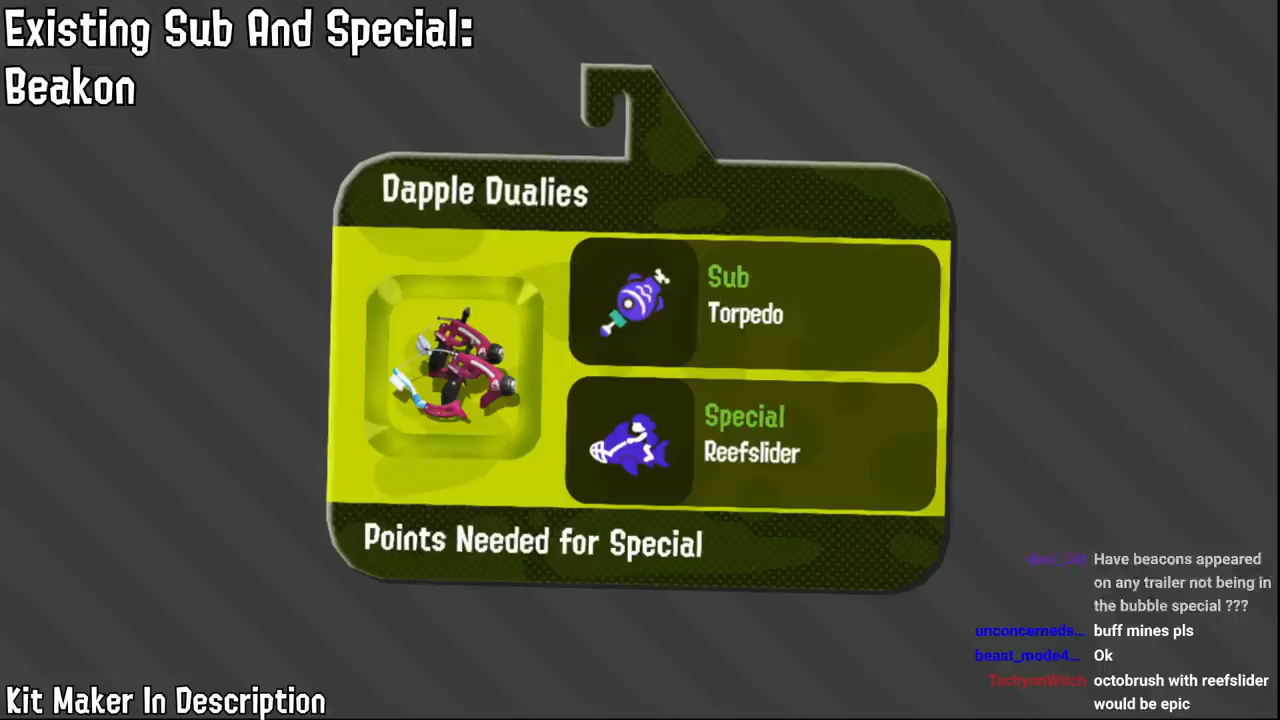 Existing Sub And Special:
Beakon
Dapple Dualies
Sub
Torpedo
Special
Reefslider
Points Needed for Special
Have beacons appeared
on any trailer not being in
the bubble special ???
unconcerneds... buff mines pls
beast_mode4... Ok
TachyonWitch octobrush with reefslider
would be epic
Kit Maker In Description